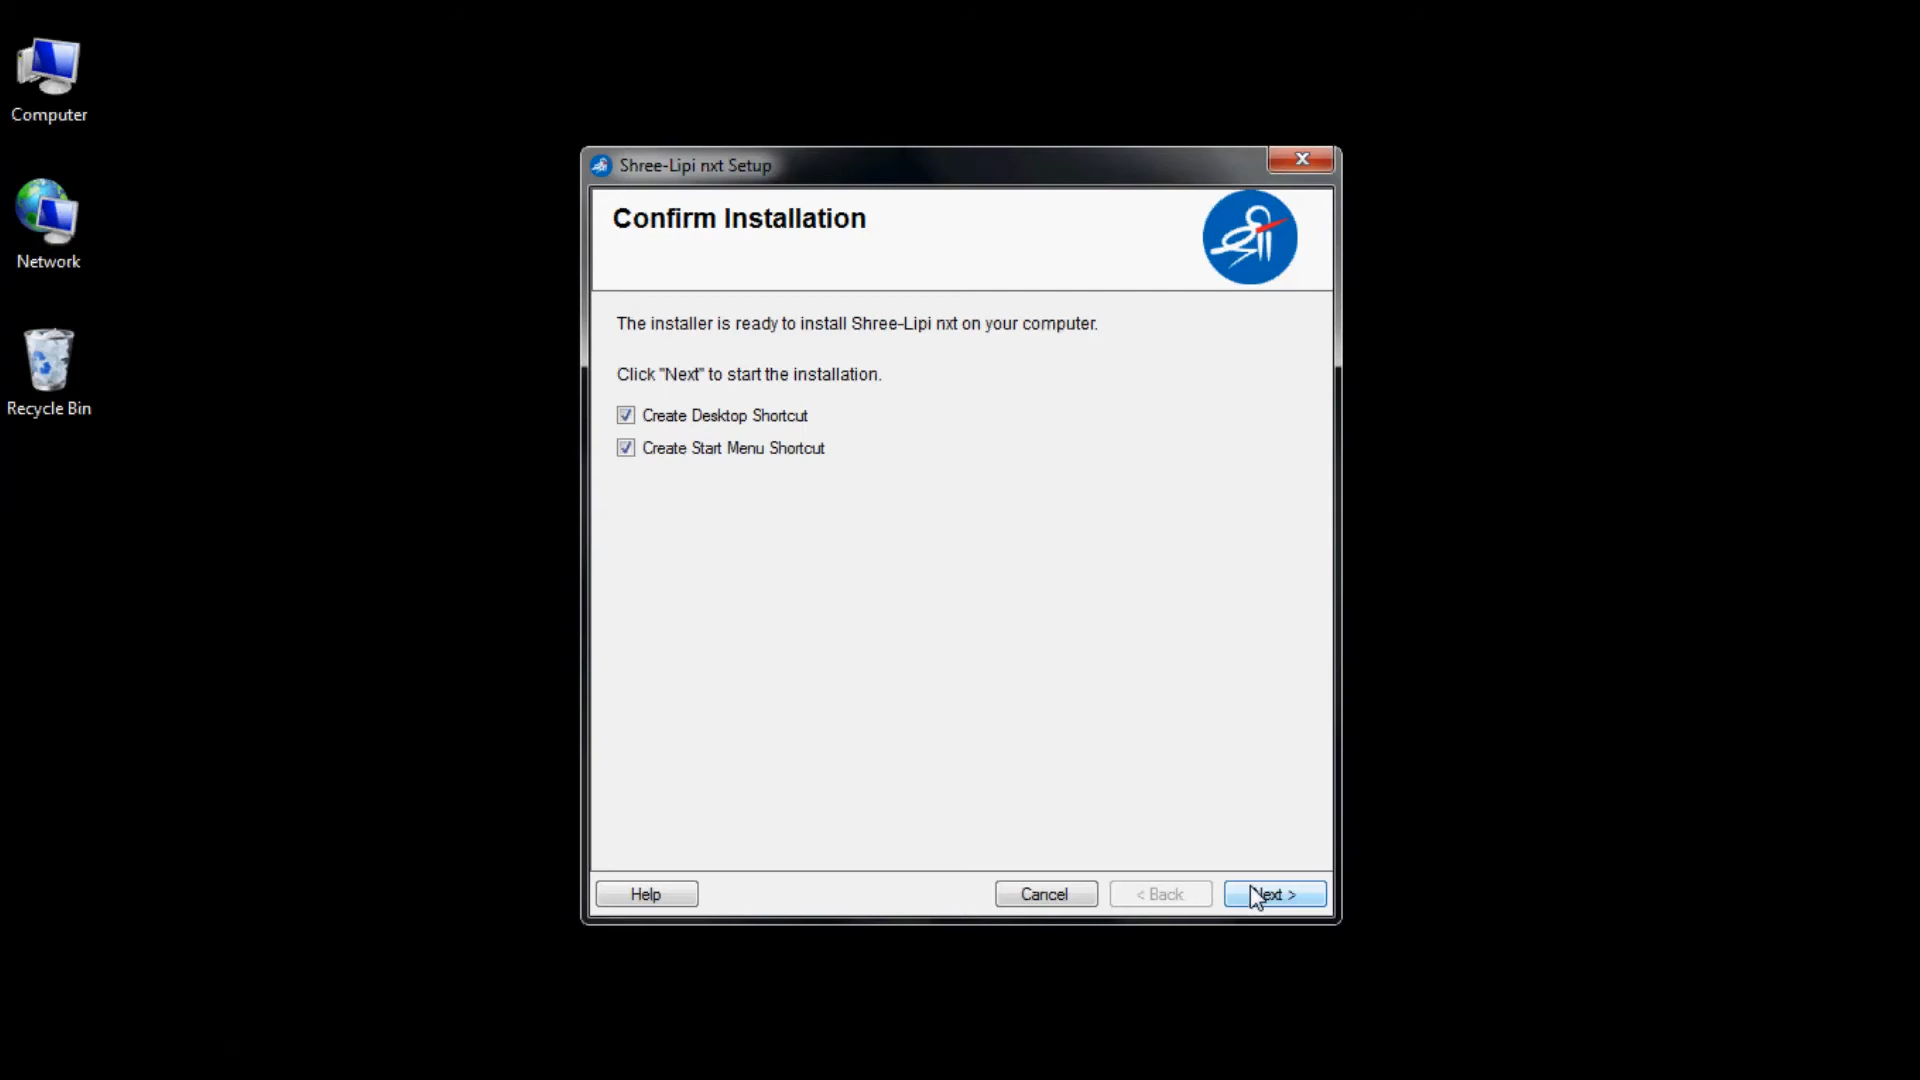 Computer
Network
Recycle Bin
Shree-Lipi nxt Setup
Confirm Installation
श्री
The installer is ready to install Shree-Lipi nxt on your computer.
Click "Next" to start the installation.
Create Desktop Shortcut
Create Start Menu Shortcut
Help
Cancel
< Back
Next >